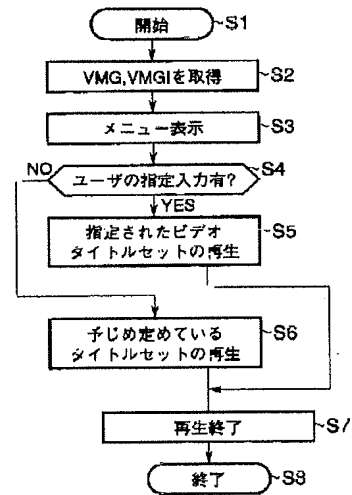 開始 S1
VMG,VMGIを取得 S2
メニュー表示 S3
ユーザの指定入力有? S4
NO
YES
指定されたビデオ
タイトルセットの再生 S5
予じめ定めている
タイトルセットの再生 S6
再生終了 S7
終了 S8